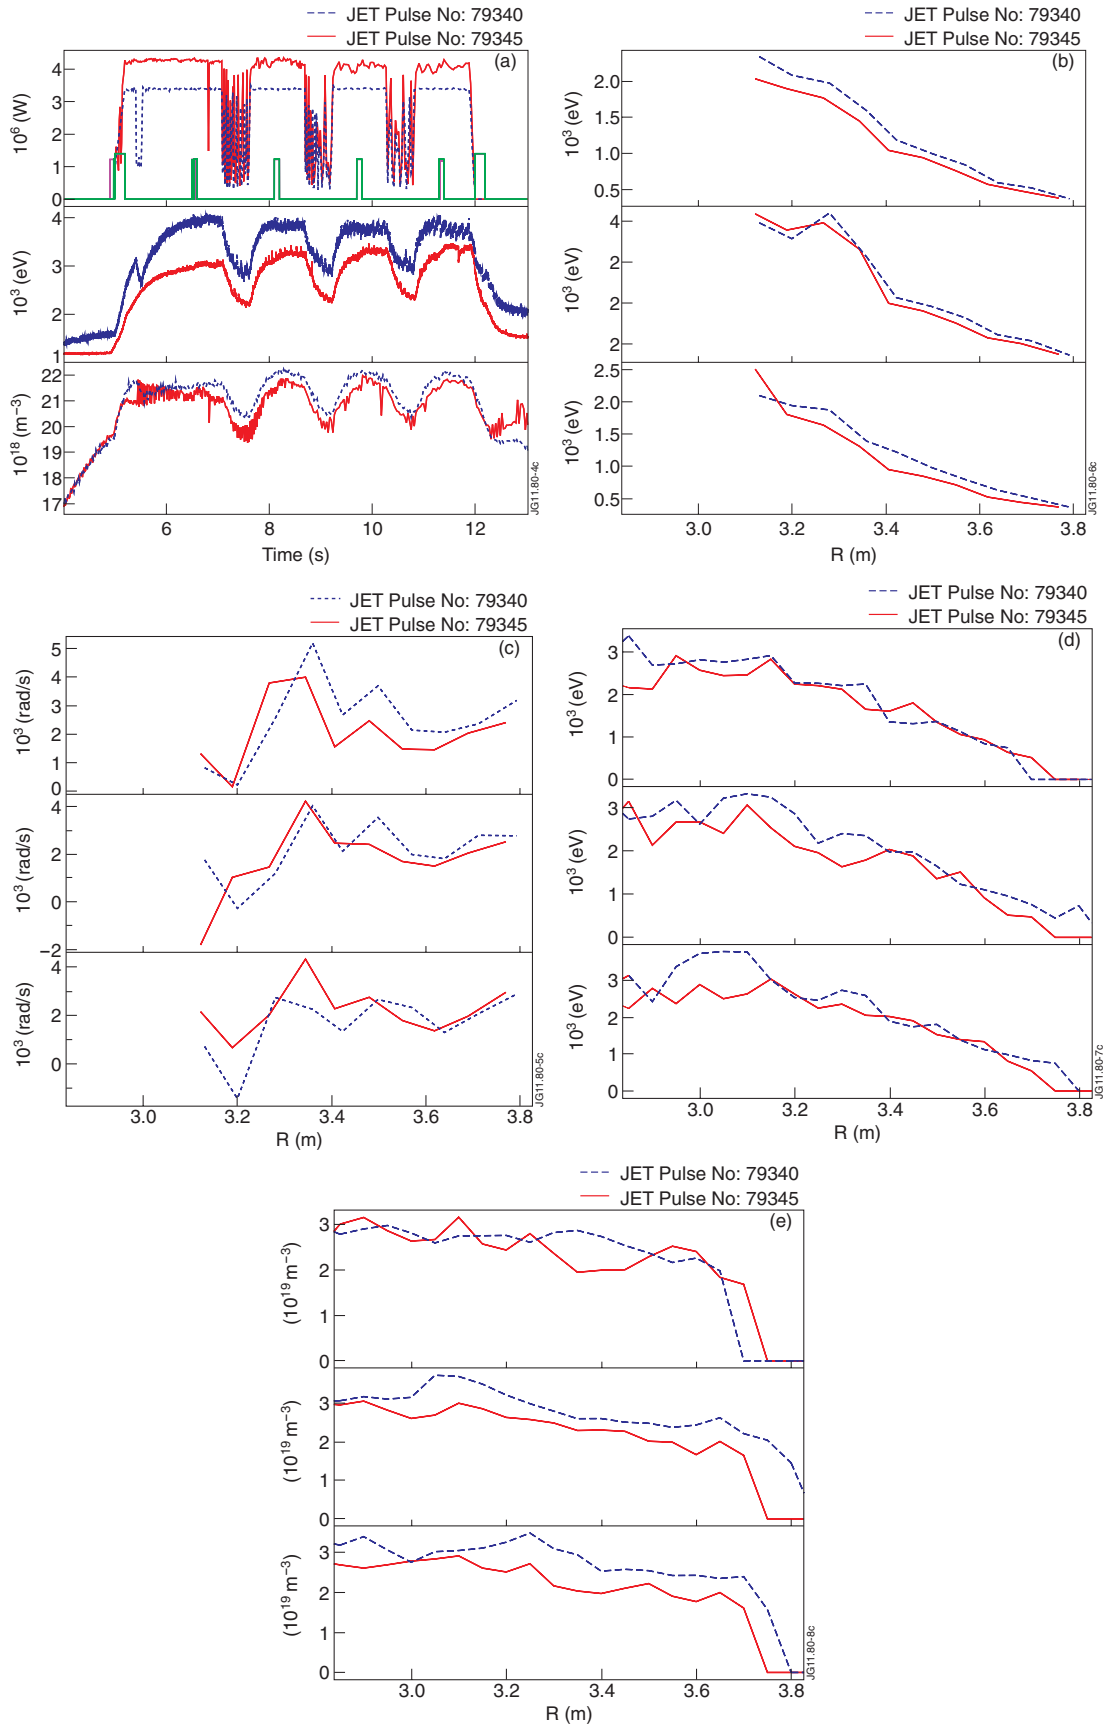 JET Pulse No: 79340
JET Pulse No: 79345
(a)
10⁶ (W)
4
3
2
1
0
10³ (eV)
4
3
2
1
10¹⁸ (m⁻³)
22
21
20
19
18
17
6
8
10
12
Time (s)
JG11.80-4c
JET Pulse No: 79340
JET Pulse No: 79345
(b)
10³ (eV)
2.0
1.5
1.0
0.5
10³ (eV)
4
2
2
2
10³ (eV)
2.5
2.0
1.5
1.0
0.5
3.0
3.2
3.4
3.6
3.8
R (m)
JG11.80-6c
JET Pulse No: 79340
JET Pulse No: 79345
(c)
10³ (rad/s)
5
4
3
2
1
0
10³ (rad/s)
4
2
0
−2
10³ (rad/s)
4
2
0
3.0
3.2
3.4
3.6
3.8
R (m)
JG11.80-5c
JET Pulse No: 79340
JET Pulse No: 79345
(d)
10³ (eV)
3
2
1
0
10³ (eV)
3
2
1
0
10³ (eV)
3
2
1
0
3.0
3.2
3.4
3.6
3.8
R (m)
JG11.80-7c
JET Pulse No: 79340
JET Pulse No: 79345
(e)
(10¹⁹ m⁻³)
3
2
1
0
(10¹⁹ m⁻³)
3
2
1
0
(10¹⁹ m⁻³)
3
2
1
0
3.0
3.2
3.4
3.6
3.8
R (m)
JG11.80-8c